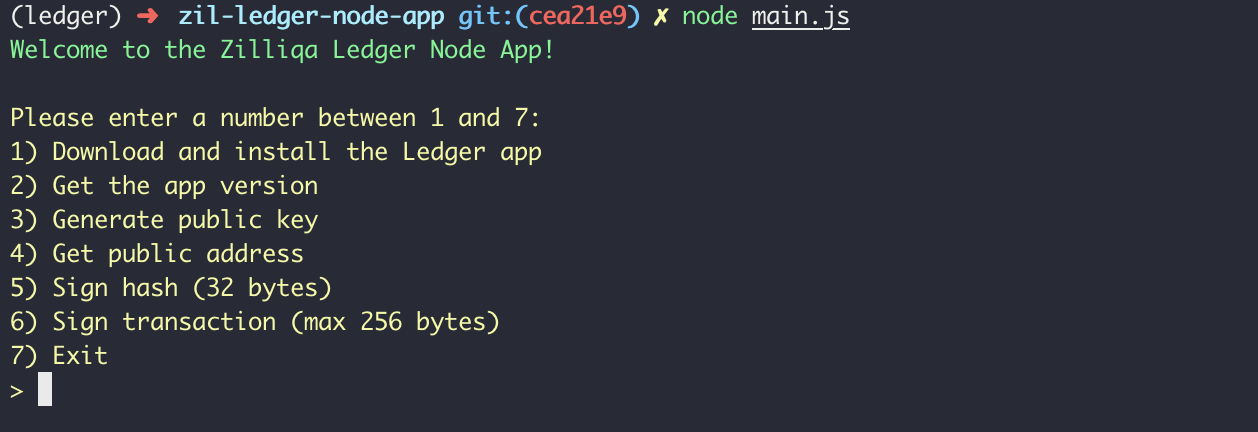 (ledger) ➜ zil-ledger-node-app git:(cea21e9) ✗ node main.js
Welcome to the Zilliqa Ledger Node App!
Please enter a number between 1 and 7:
1) Download and install the Ledger app
2) Get the app version
3) Generate public key
4) Get public address
5) Sign hash (32 bytes)
6) Sign transaction (max 256 bytes)
7) Exit
>